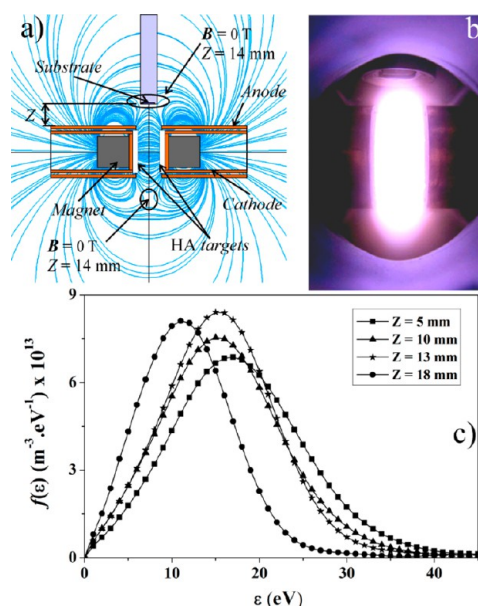 a)
B = 0 T
Z = 14 mm
b)
Substrate
Anode
Z
Magnet
Cathode
B = 0 T
Z = 14 mm
HA targets
c)
Z = 5 mm
Z = 10 mm
Z = 13 mm
Z = 18 mm
f(ε) (m⁻³.eV⁻¹) x 10¹³
9
6
3
0
0 10 20 30 40
ε (eV)